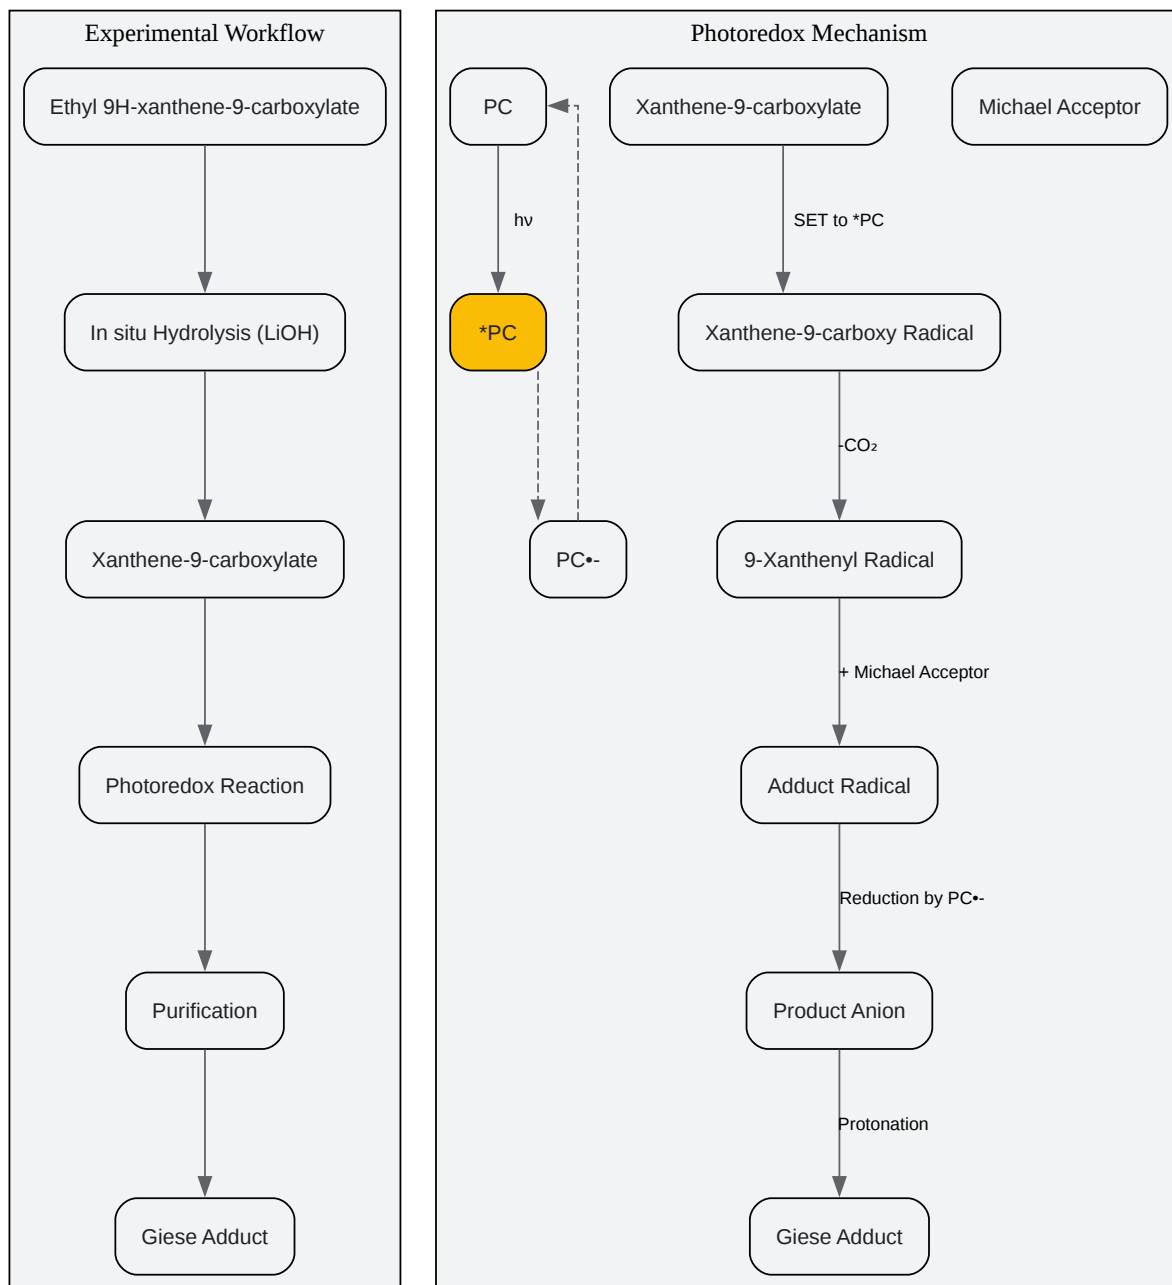 Experimental Workflow
Ethyl 9H-xanthene-9-carboxylate
In situ Hydrolysis (LiOH)
Xanthene-9-carboxylate
Photoredox Reaction
Purification
Giese Adduct
Photoredox Mechanism
PC
Xanthene-9-carboxylate
Michael Acceptor
hν
SET to *PC
*PC
Xanthene-9-carboxy Radical
-CO₂
PC•-
9-Xanthenyl Radical
+ Michael Acceptor
Adduct Radical
Reduction by PC•-
Product Anion
Protonation
Giese Adduct